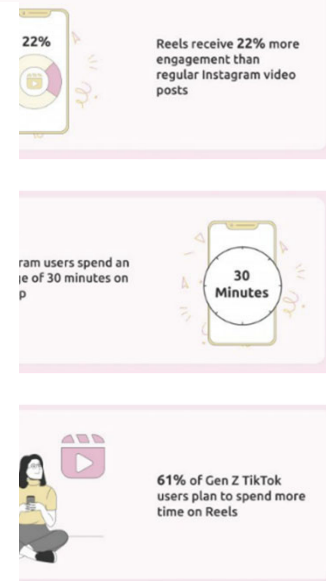 22%
Reels receive 22% more
engagement than
regular Instagram video
posts
ram users spend an
e of 30 minutes on
p
30
Minutes
61% of Gen Z TikTok
users plan to spend more
time on Reels